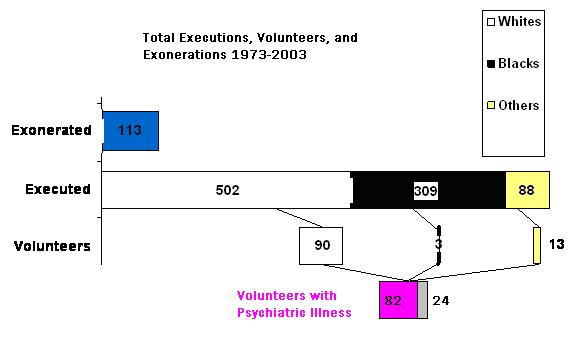 Total Executions, Volunteers, and
Exonerations 1973-2003
Whites
Blacks
Others
Exonerated
113
Executed
502
309
88
Volunteers
90
3
13
Volunteers with
Psychiatric Illness
82
24